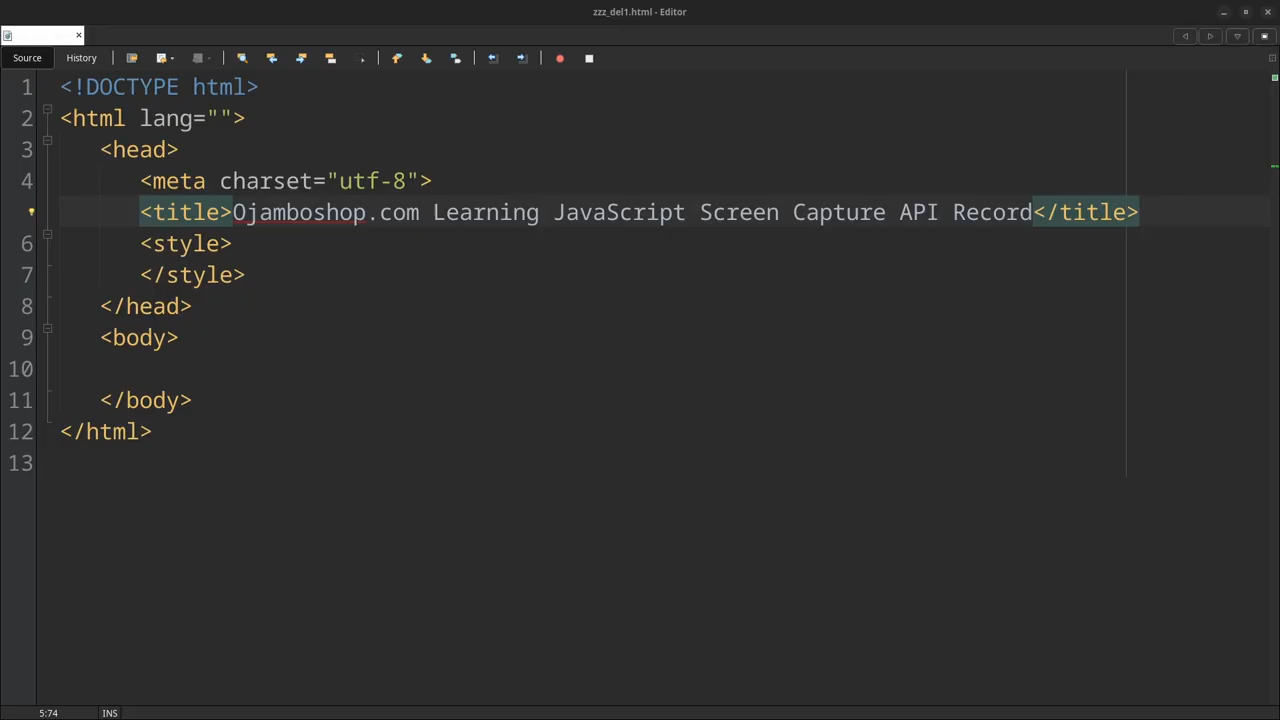 zzz_del1.html - Editor
Source History
1 <!DOCTYPE html>
2 <html lang="">
3 <head>
4 <meta charset="utf-8">
<title>Ojamboshop.com Learning JavaScript Screen Capture API Record</title>
6 <style>
7 </style>
8 </head>
9 <body>
10
11 </body>
12 </html>
13
5:74 INS